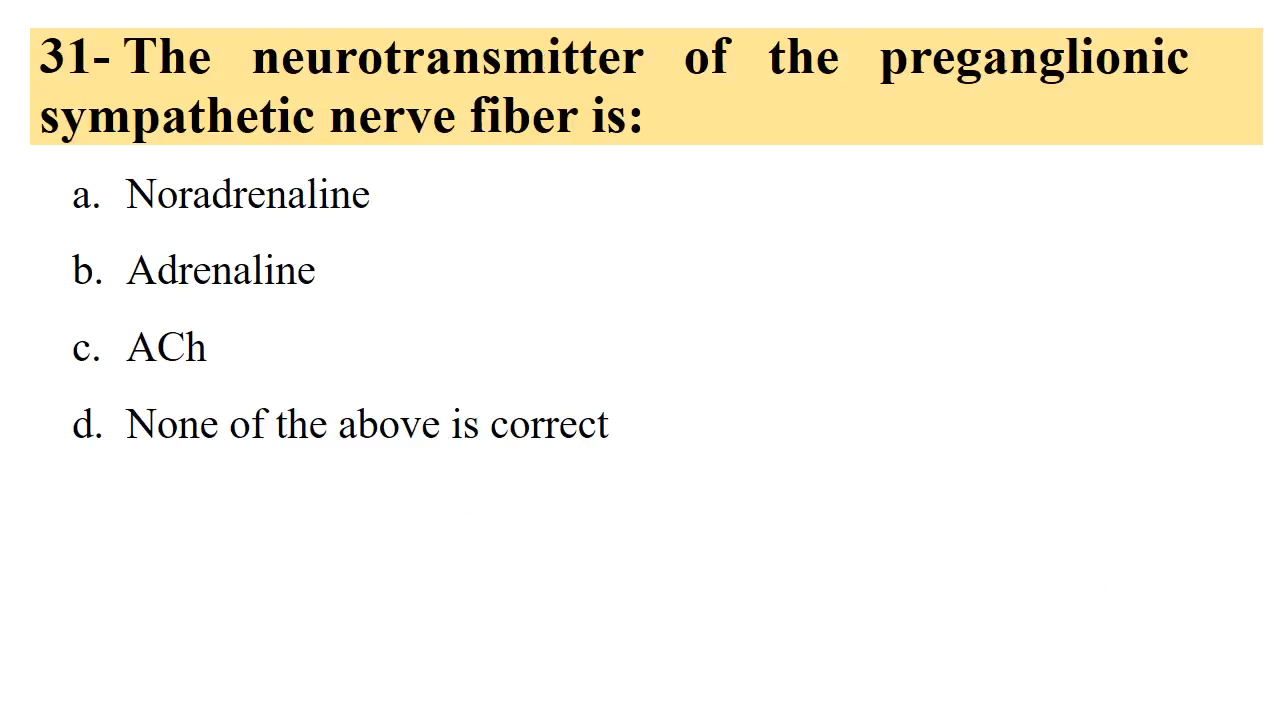 31- The neurotransmitter of the preganglionic
sympathetic nerve fiber is:
a. Noradrenaline
b. Adrenaline
c. ACh
d. None of the above is correct